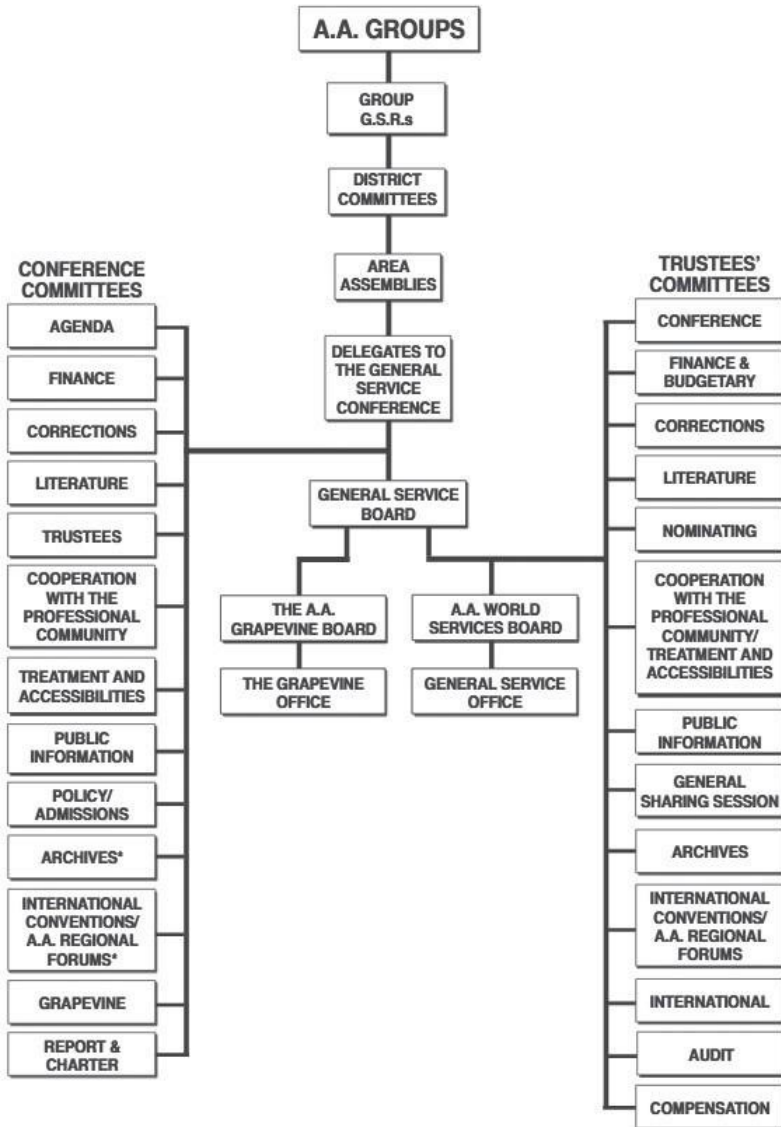 A.A. GROUPS
GROUP
G.S.R.s
DISTRICT
COMMITTEES
AREA
ASSEMBLIES
DELEGATES TO
THE GENERAL
SERVICE
CONFERENCE
GENERAL SERVICE
BOARD
THE A.A.
GRAPEVINE BOARD
THE GRAPEVINE
OFFICE
A.A. WORLD
SERVICES BOARD
GENERAL SERVICE
OFFICE
CONFERENCE
COMMITTEES
AGENDA
FINANCE
CORRECTIONS
LITERATURE
TRUSTEES
COOPERATION
WITH THE
PROFESSIONAL
COMMUNITY
TREATMENT AND
ACCESSIBILITIES
PUBLIC
INFORMATION
POLICY/
ADMISSIONS
ARCHIVES*
INTERNATIONAL
CONVENTIONS/
A.A. REGIONAL
FORUMS*
GRAPEVINE
REPORT &
CHARTER
TRUSTEES'
COMMITTEES
CONFERENCE
FINANCE &
BUDGETARY
CORRECTIONS
LITERATURE
NOMINATING
COOPERATION
WITH THE
PROFESSIONAL
COMMUNITY/
TREATMENT AND
ACCESSIBILITIES
PUBLIC
INFORMATION
GENERAL
SHARING SESSION
ARCHIVES
INTERNATIONAL
CONVENTIONS/
A.A. REGIONAL
FORUMS
INTERNATIONAL
AUDIT
COMPENSATION